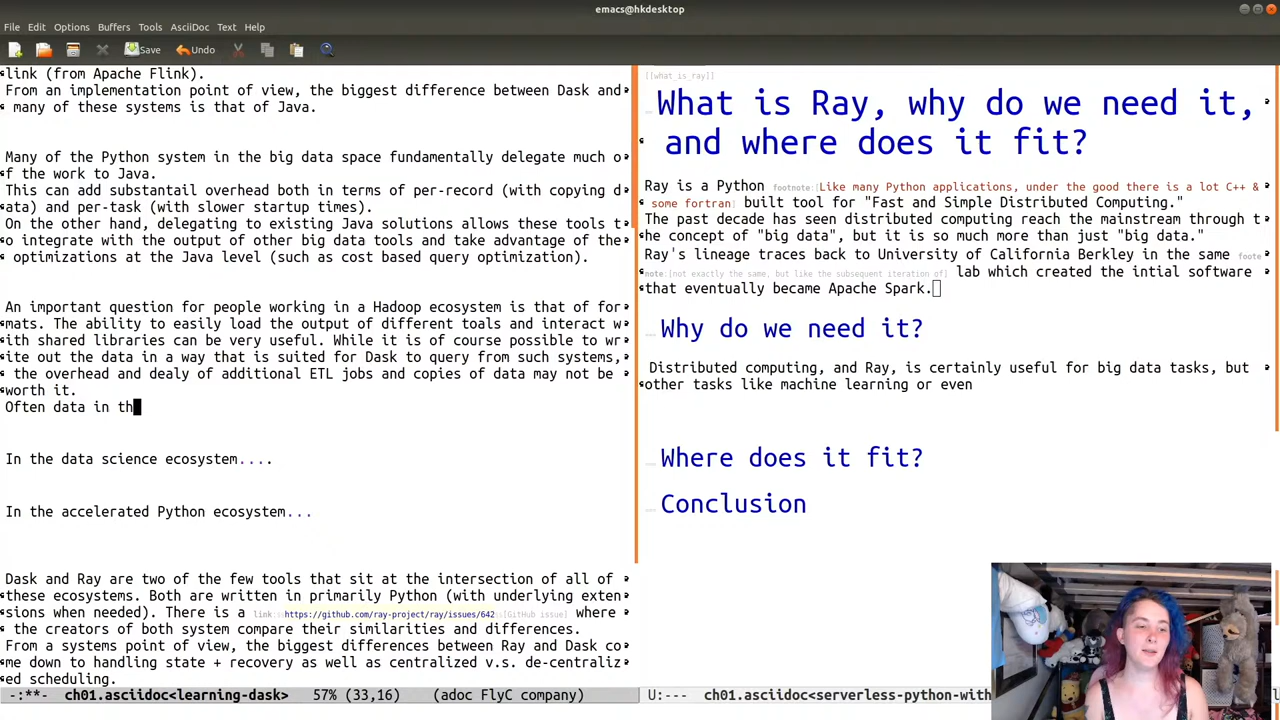 emacs@hkdesktop
File Edit Options Buffers Tools AsciiDoc Text Help
Save Undo
link (from Apache Flink).
From an implementation point of view, the biggest difference between Dask and
many of these systems is that of Java.
Many of the Python system in the big data space fundamentally delegate much o
f the work to Java.
This can add substantail overhead both in terms of per-record (with copying d
ata) and per-task (with slower startup times).
On the other hand, delegating to existing Java solutions allows these tools t
o integrate with the output of other big data tools and take advantage of the
optimizations at the Java level (such as cost based query optimization).
An important question for people working in a Hadoop ecosystem is that of for
mats. The ability to easily load the output of different toals and interact w
ith shared libraries can be very useful. While it is of course possible to wr
ite out the data in a way that is suited for Dask to query from such systems,
the overhead and dealy of additional ETL jobs and copies of data may not be
worth it.
Often data in th
In the data science ecosystem....
In the accelerated Python ecosystem...
Dask and Ray are two of the few tools that sit at the intersection of all of
these ecosystems. Both are written in primarily Python (with underlying exten
sions when needed). There is a link:https://github.com/ray-project/ray/issues/642[GitHub issue] where
the creators of both system compare their similarities and differences.
From a systems point of view, the biggest differences between Ray and Dask co
me down to handling state + recovery as well as centralized v.s. de-centraliz
ed scheduling.
-:**- ch01.asciidoc<learning-dask> 57% (33,16) (adoc FlyC company)
[[what_is_ray]]
What is Ray, why do we need it,
and where does it fit?
Ray is a Python footnote:[Like many Python applications, under the good there is a lot C++ &
some fortran] built tool for "Fast and Simple Distributed Computing."
The past decade has seen distributed computing reach the mainstream through t
he concept of "big data", but it is so much more than just "big data."
Ray's lineage traces back to University of California Berkley in the same foote
note:[not exactly the same, but like the subsequent iteration of] lab which created the intial software
that eventually became Apache Spark.
Why do we need it?
Distributed computing, and Ray, is certainly useful for big data tasks, but
other tasks like machine learning or even
Where does it fit?
Conclusion
U:--- ch01.asciidoc<serverless-python-with